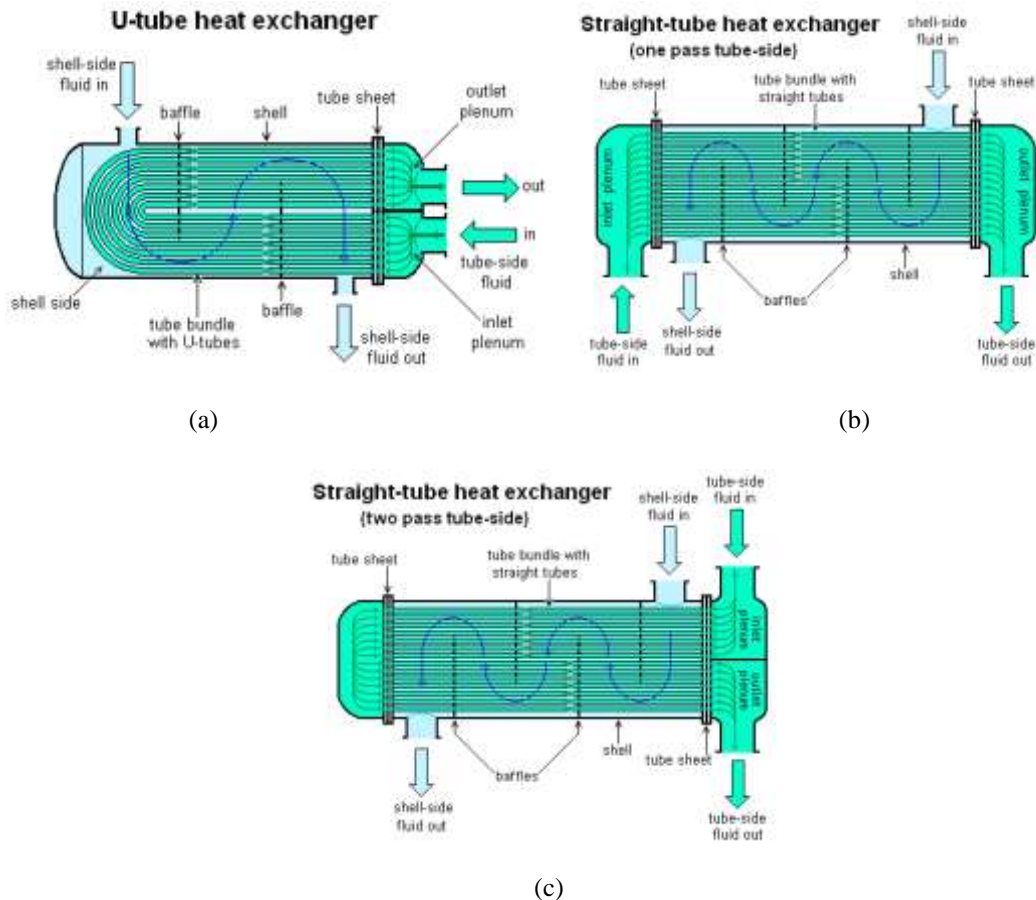 U-tube heat exchanger
shell-side
fluid in
baffle
shell
tube sheet
outlet
plenum
out
in
tube-side
fluid
shell side
tube bundle
with U-tubes
baffle
shell-side
fluid out
inlet
plenum
(a)
Straight-tube heat exchanger
(one pass tube-side)
shell-side
fluid in
tube sheet
tube bundle with
straight tubes
tube sheet
inlet plenum
outlet plenum
shell
baffles
tube-side
fluid in
shell-side
fluid out
tube-side
fluid out
(b)
Straight-tube heat exchanger
(two pass tube-side)
shell-side
fluid in
tube-side
fluid in
tube sheet
tube bundle with
straight tubes
inlet
plenum
outlet
plenum
shell
baffles
tube sheet
shell-side
fluid out
tube-side
fluid out
(c)